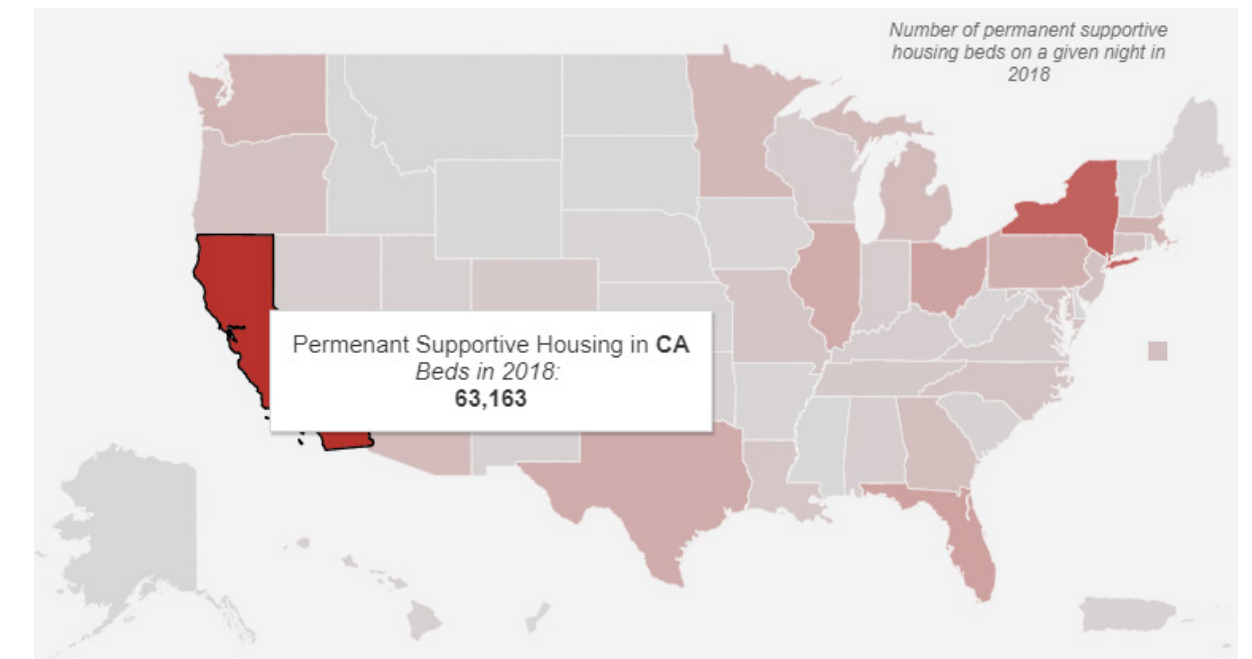 Number of permanent supportive
housing beds on a given night in
2018
Permenant Supportive Housing in CA
Beds in 2018:
63,163